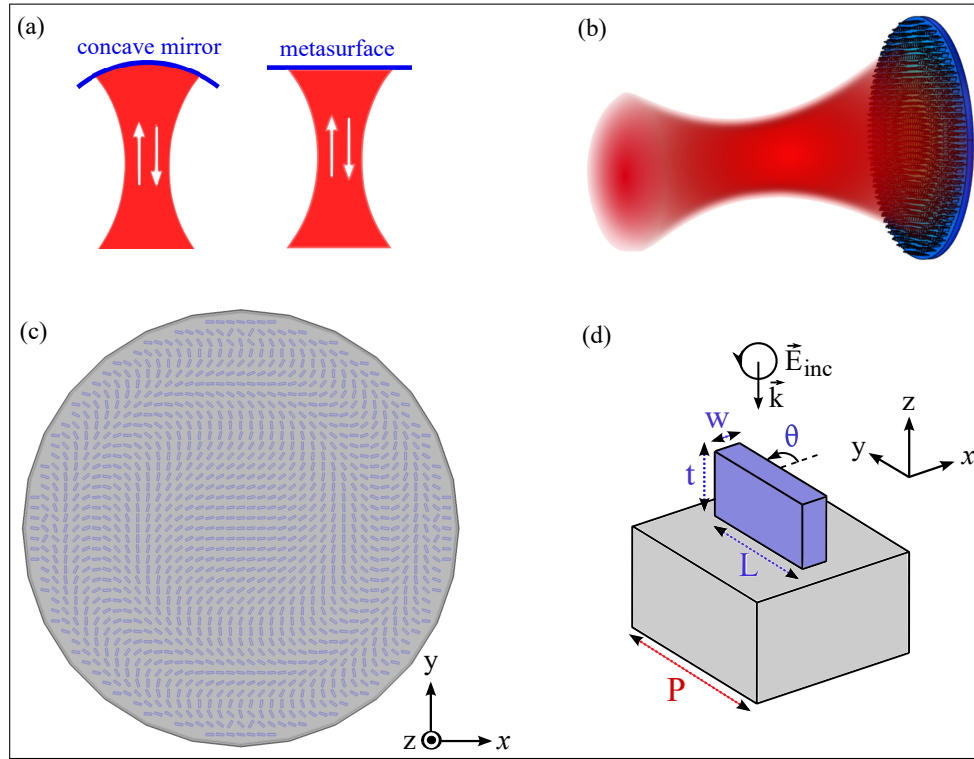 (a)
concave mirror
metasurface
(b)
(c)
y
z
x
(d)
E⃗inc
k⃗
w
θ
t
L
P
z
y
x